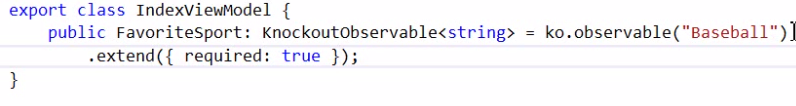 export class IndexViewModel {
    public FavoriteSport: KnockoutObservable<string> = ko.observable("Baseball")
        .extend({ required: true });
}